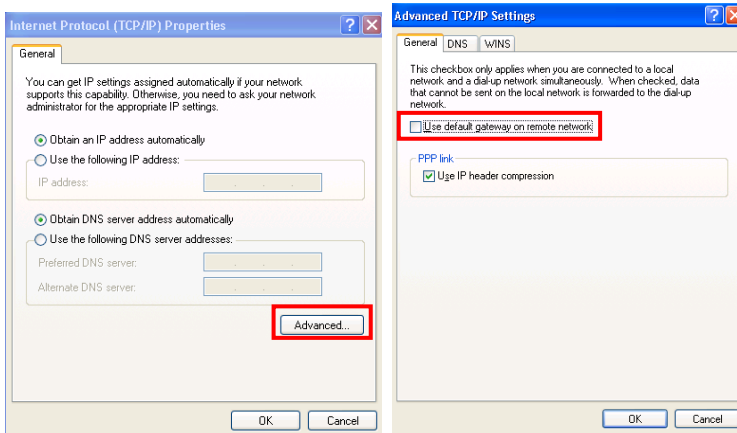 Internet Protocol (TCP/IP) Properties
General
You can get IP settings assigned automatically if your network
supports this capability. Otherwise, you need to ask your network
administrator for the appropriate IP settings.
Obtain an IP address automatically
Use the following IP address:
IP address:
Obtain DNS server address automatically
Use the following DNS server addresses:
Preferred DNS server:
Alternate DNS server:
Advanced...
OK Cancel
Advanced TCP/IP Settings
General DNS WINS
This checkbox only applies when you are connected to a local
network and a dial-up network simultaneously. When checked, data
that cannot be sent on the local network is forwarded to the dial-up
network.
Use default gateway on remote network
PPP link
Use IP header compression
OK Cancel